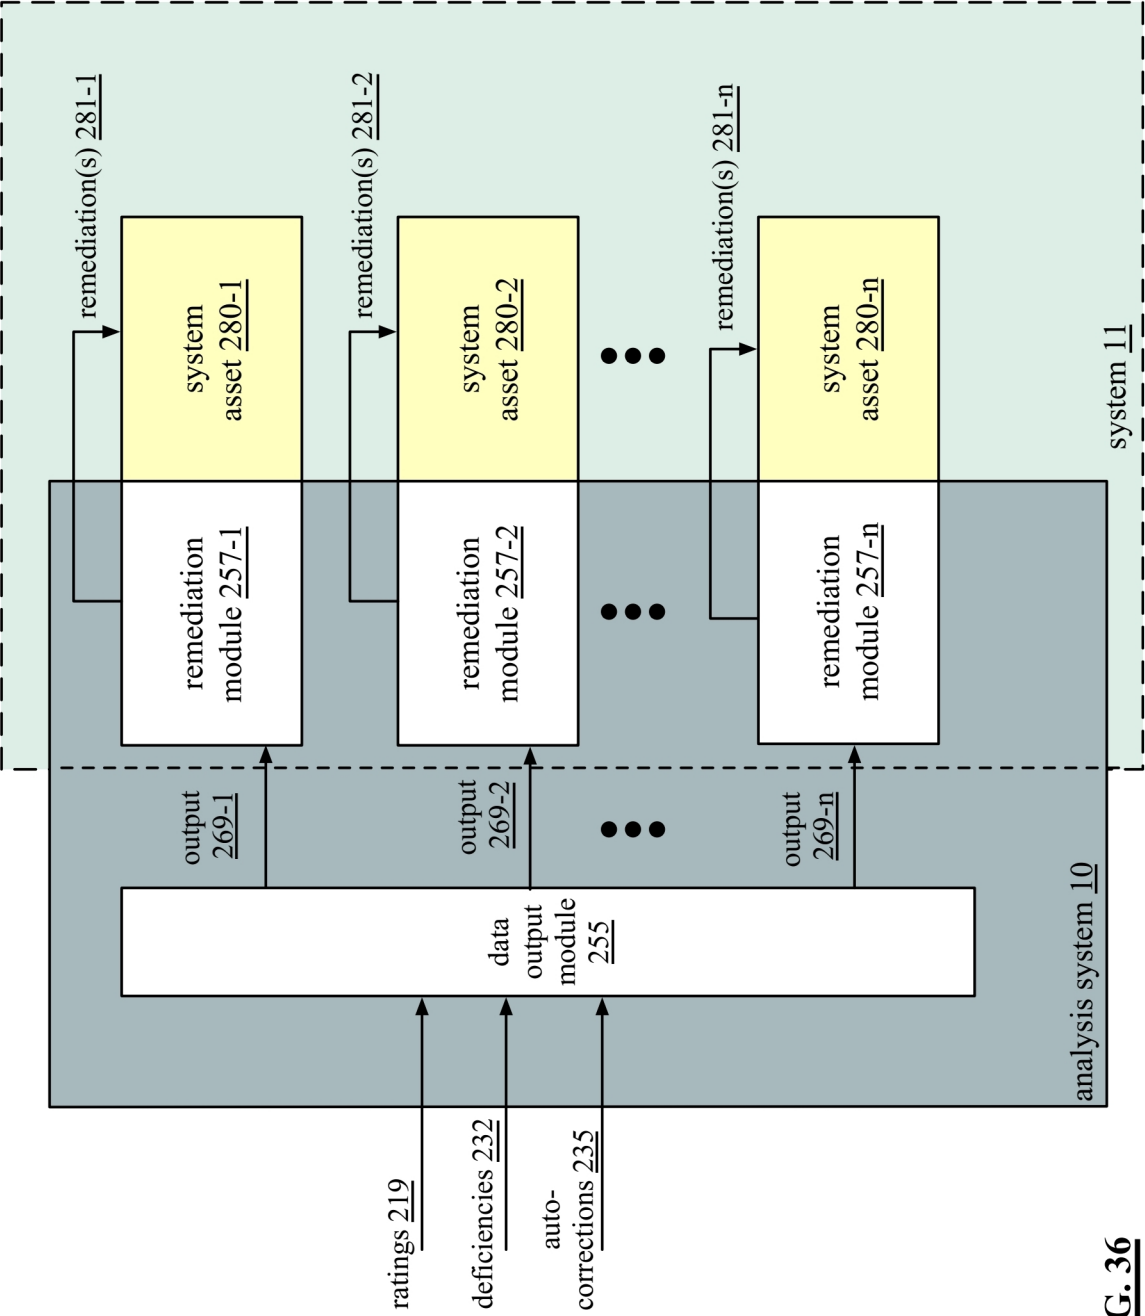 remediation(s) 281-1
output
269-1
remediation
module 257-1
system
asset 280-1
remediation(s) 281-2
ratings 219
deficiencies 232
auto-
corrections 235
data
output
module
255
output
269-2
remediation
module 257-2
system
asset 280-2
remediation(s) 281-n
output
269-n
remediation
module 257-n
system
asset 280-n
analysis system 10
system 11
G. 36